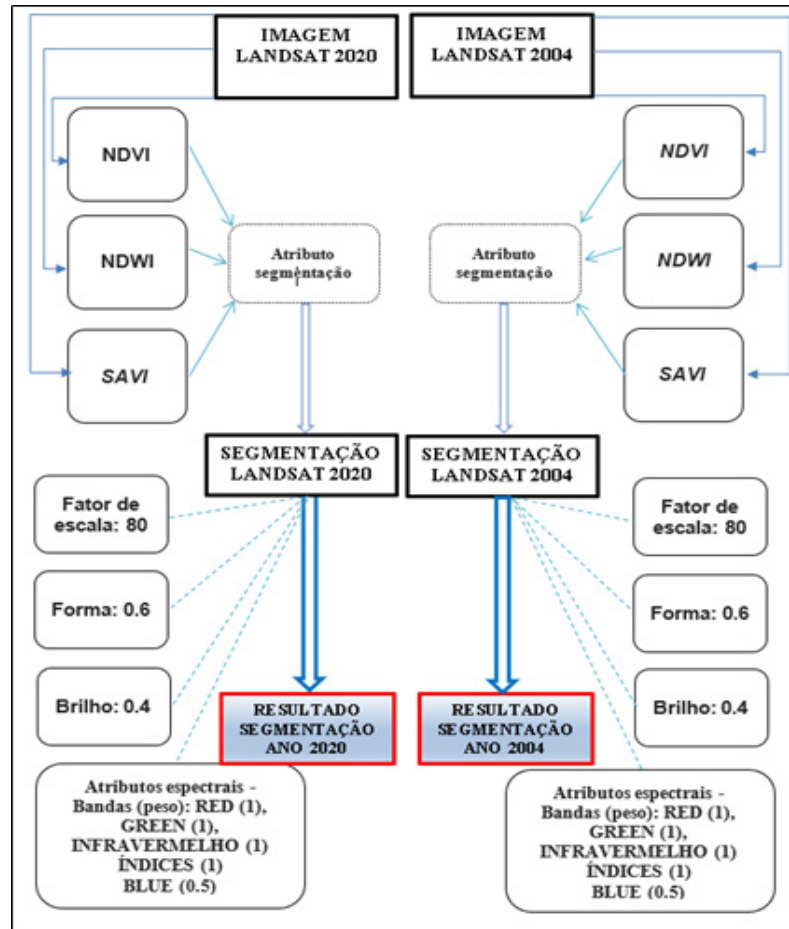 IMAGEM
LANDSAT 2020
IMAGEM
LANDSAT 2004
NDVI
NDWI
SAVI
Atributo
segmentação
Atributo
segmentação
NDVI
NDWI
SAVI
SEGMENTAÇÃO
LANDSAT 2020
SEGMENTAÇÃO
LANDSAT 2004
Fator de
escala: 80
Forma: 0.6
Brilho: 0.4
Fator de
escala: 80
Forma: 0.6
Brilho: 0.4
RESULTADO
SEGMENTAÇÃO
ANO 2020
RESULTADO
SEGMENTAÇÃO
ANO 2004
Atributos espectrais -
Bandas (peso): RED (1),
GREEN (1),
INFRAVERMELHO (1)
ÍNDICES (1)
BLUE (0.5)
Atributos espectrais -
Bandas (peso): RED (1),
GREEN (1),
INFRAVERMELHO (1)
ÍNDICES (1)
BLUE (0.5)